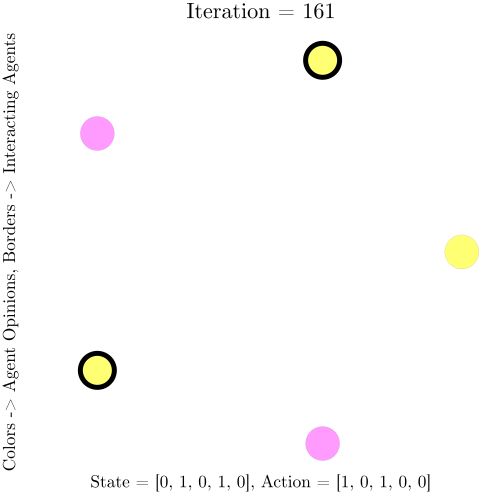 Iteration = 161
Colors -> Agent Opinions, Borders -> Interacting Agents
State = [0, 1, 0, 1, 0], Action = [1, 0, 1, 0, 0]